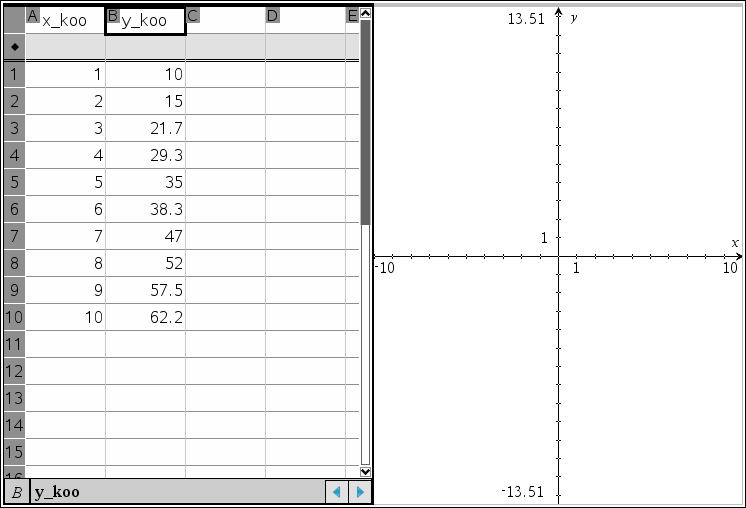 A x_koo B y_koo C D E
◆
1 1 10
2 2 15
3 3 21.7
4 4 29.3
5 5 35
6 6 38.3
7 7 47
8 8 52
9 9 57.5
10 10 62.2
11
12
13
14
15
16
B y_koo
13.51 y
1
x
-10 1 10
-13.51